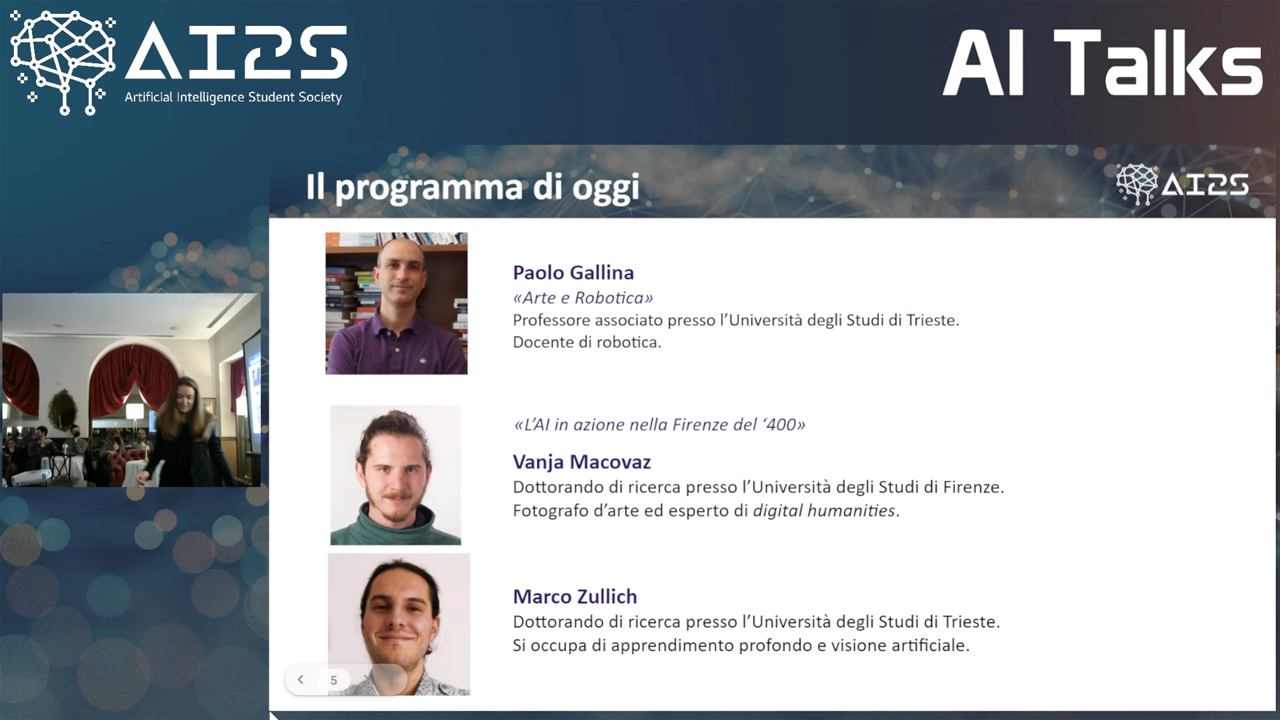 AI2S
Artificial Intelligence Student Society
AI Talks
Il programma di oggi
AI2S
Paolo Gallina
«Arte e Robotica»
Professore associato presso l’Università degli Studi di Trieste.
Docente di robotica.
«L’AI in azione nella Firenze del ‘400»
Vanja Macovaz
Dottorando di ricerca presso l’Università degli Studi di Firenze.
Fotografo d’arte ed esperto di digital humanities.
Marco Zullich
Dottorando di ricerca presso l’Università degli Studi di Trieste.
Si occupa di apprendimento profondo e visione artificiale.
5